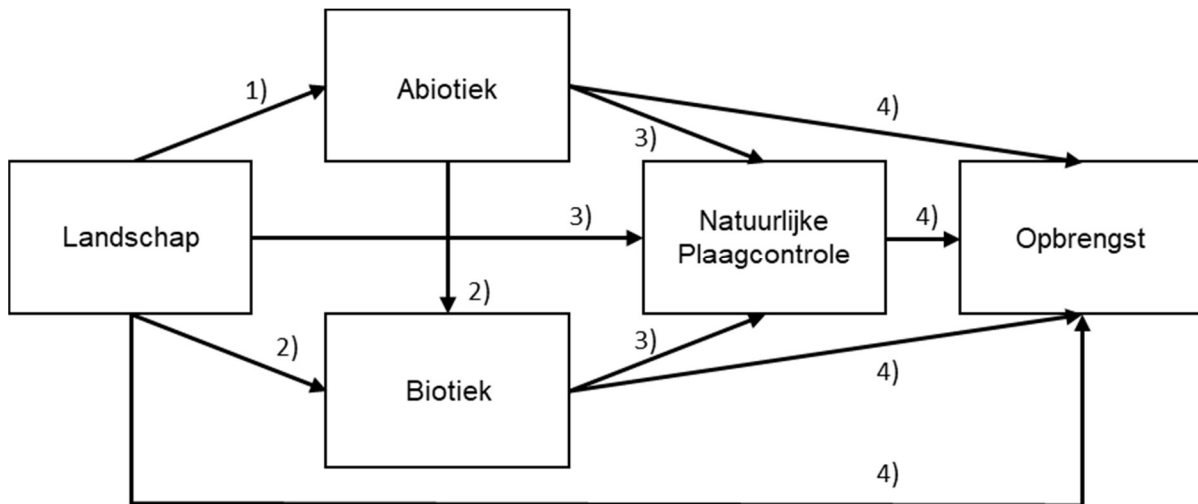 Abiotiek
1)
4)
3)
Landschap
3)
Natuurlijke
Plaagcontrole
4)
Opbrengst
2)
2)
3)
Biotiek
4)
4)